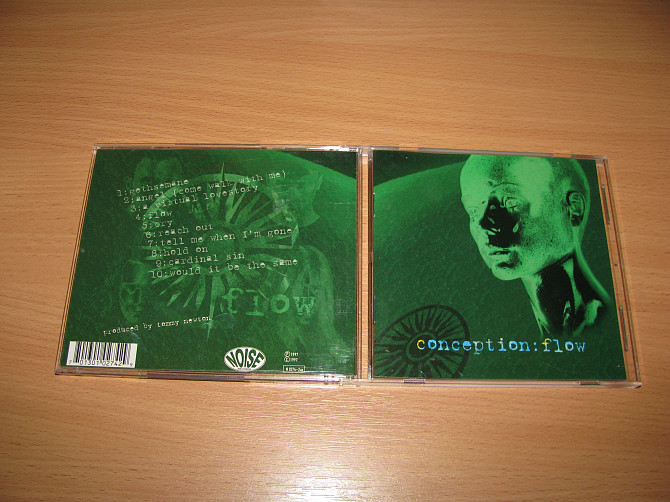 1:gethsemane
2:angel (come walk with me)
3:a virtual lovestory
4:flow
5:cry
6:reach out
7:tell me when i'm gone
8:hold on
9:cardinal sin
10:would it be the same
flow
produced by tommy newton
NOISE
conception:flow